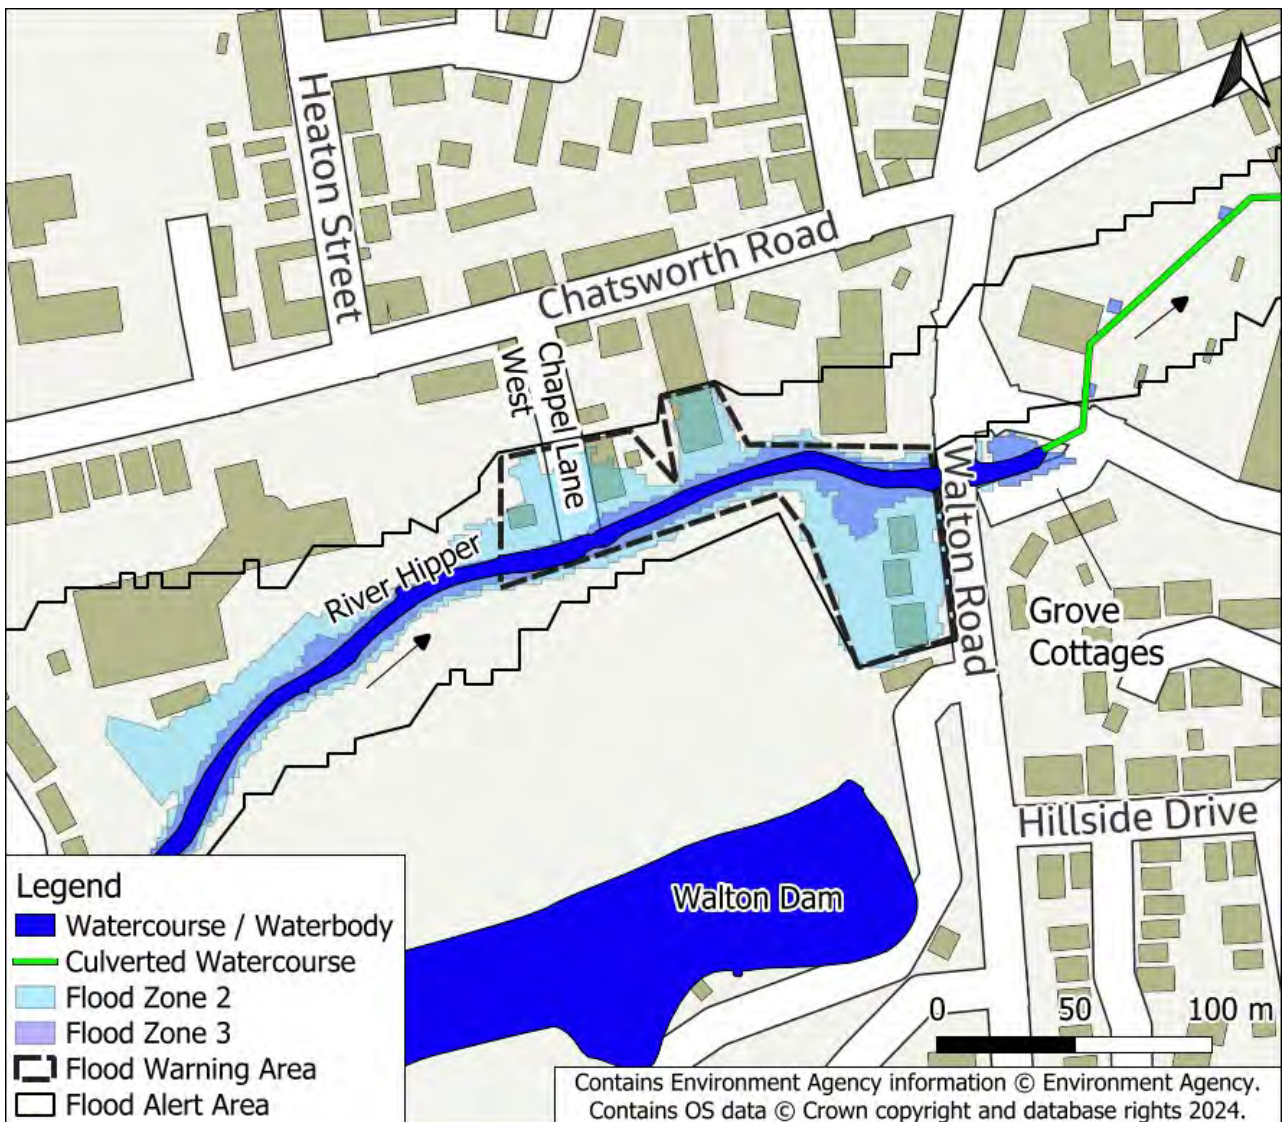 Heaton Street
Chatsworth Road
Chapel Lane
West
River Hipper
Walton Road
Grove
Cottages
Hillside Drive
Walton Dam
Legend
Watercourse / Waterbody
Culverted Watercourse
Flood Zone 2
Flood Zone 3
Flood Warning Area
Flood Alert Area
0 50 100 m
Contains Environment Agency information © Environment Agency.
Contains OS data © Crown copyright and database rights 2024.